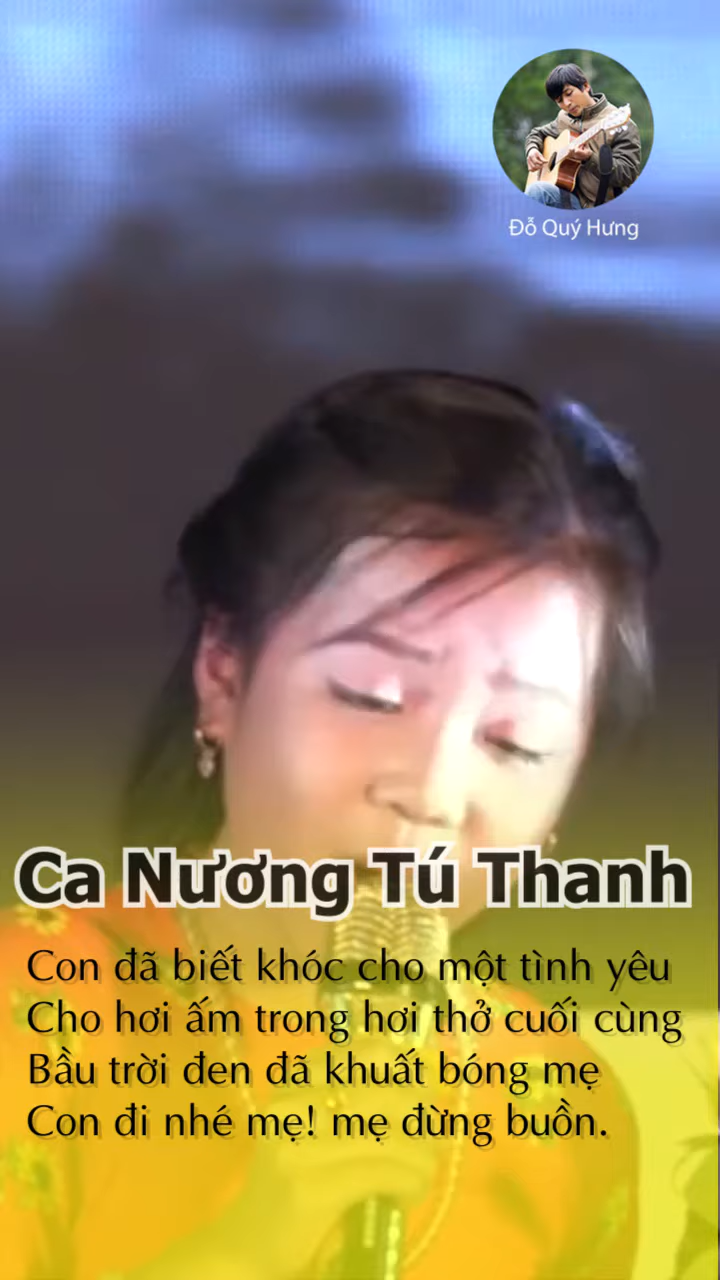 Đỗ Quý Hưng
Ca Nương Tú Thanh
Con đã biết khóc cho một tình yêu
Cho hơi ấm trong hơi thở cuối cùng
Bầu trời đen đã khuất bóng mẹ
Con đi nhé mẹ! mẹ đừng buồn.